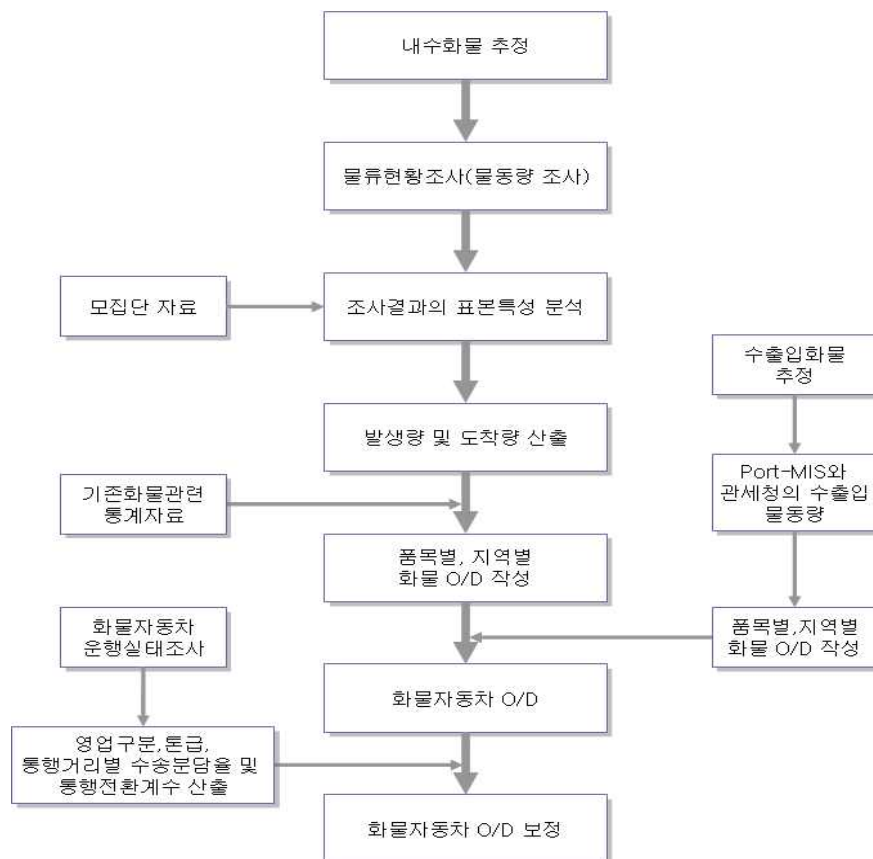 내수화물 추정
물류현황조사(물동량 조사)
모집단 자료
조사결과의 표본특성 분석
수출입화물
추정
발생량 및 도착량 산출
Port-MIS와
관세청의 수출입
물동량
기존화물관련
통계자료
품목별, 지역별
화물 O/D 작성
화물자동차
운행실태조사
품목별,지역별
화물 O/D 작성
화물자동차 O/D
영업구분,톤급,
통행거리별 수송분담율 및
통행전환계수 산출
화물자동차 O/D 보정